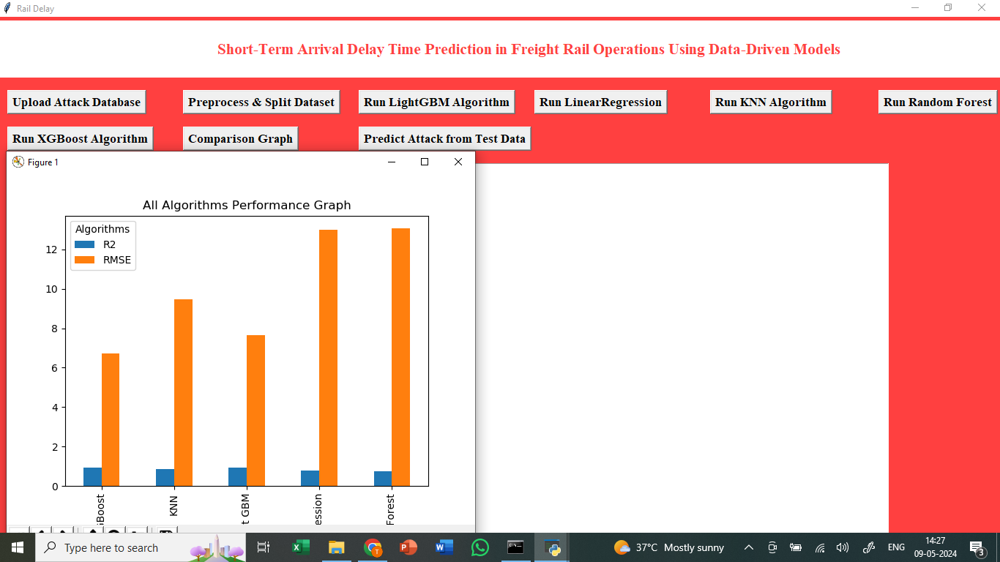 Rail Delay
Short-Term Arrival Delay Time Prediction in Freight Rail Operations Using Data-Driven Models
Upload Attack Database
Preprocess & Split Dataset
Run LightGBM Algorithm
Run LinearRegression
Run KNN Algorithm
Run Random Forest
Run XGBoost Algorithm
Comparison Graph
Predict Attack from Test Data
Figure 1
All Algorithms Performance Graph
Algorithms
R2
RMSE
12
10
8
6
4
2
0
KNN
t GBM
ession
Forest
Type here to search
37°C Mostly sunny
ENG
14:27
09-05-2024
3